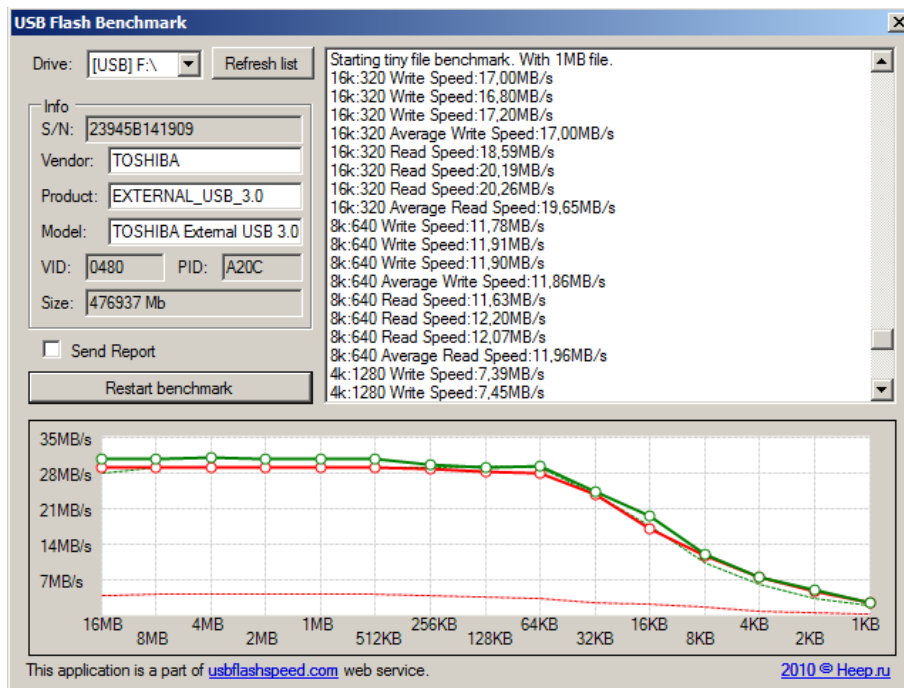 USB Flash Benchmark
Drive: [USB] F:\ Refresh list
Info
S/N: 23945B141909
Vendor: TOSHIBA
Product: EXTERNAL_USB_3.0
Model: TOSHIBA External USB 3.0
VID: 0480 PID: A20C
Size: 476937 Mb
Send Report
Restart benchmark
Starting tiny file benchmark. With 1MB file.
16k:320 Write Speed:17,00MB/s
16k:320 Write Speed:16,80MB/s
16k:320 Write Speed:17,20MB/s
16k:320 Average Write Speed:17,00MB/s
16k:320 Read Speed:18,59MB/s
16k:320 Read Speed:20,19MB/s
16k:320 Read Speed:20,26MB/s
16k:320 Average Read Speed:19,65MB/s
8k:640 Write Speed:11,78MB/s
8k:640 Write Speed:11,91MB/s
8k:640 Write Speed:11,90MB/s
8k:640 Average Write Speed:11,86MB/s
8k:640 Read Speed:11,63MB/s
8k:640 Read Speed:12,20MB/s
8k:640 Read Speed:12,07MB/s
8k:640 Average Read Speed:11,96MB/s
4k:1280 Write Speed:7,39MB/s
4k:1280 Write Speed:7,45MB/s
35MB/s
28MB/s
21MB/s
14MB/s
7MB/s
16MB 4MB 1MB 256KB 64KB 16KB 4KB 1KB
8MB 2MB 512KB 128KB 32KB 8KB 2KB
This application is a part of usbflashspeed.com web service. 2010 © Heep.ru